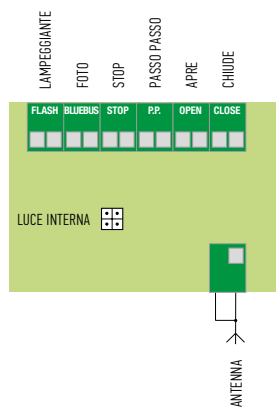 LAMPEGGIANTE
FOTO
STOP
PASSO PASSO
APRE
CHIUDE
FLASH
BLUEBUS
STOP
P.P.
OPEN
CLOSE
LUCE INTERNA
ANTENNA